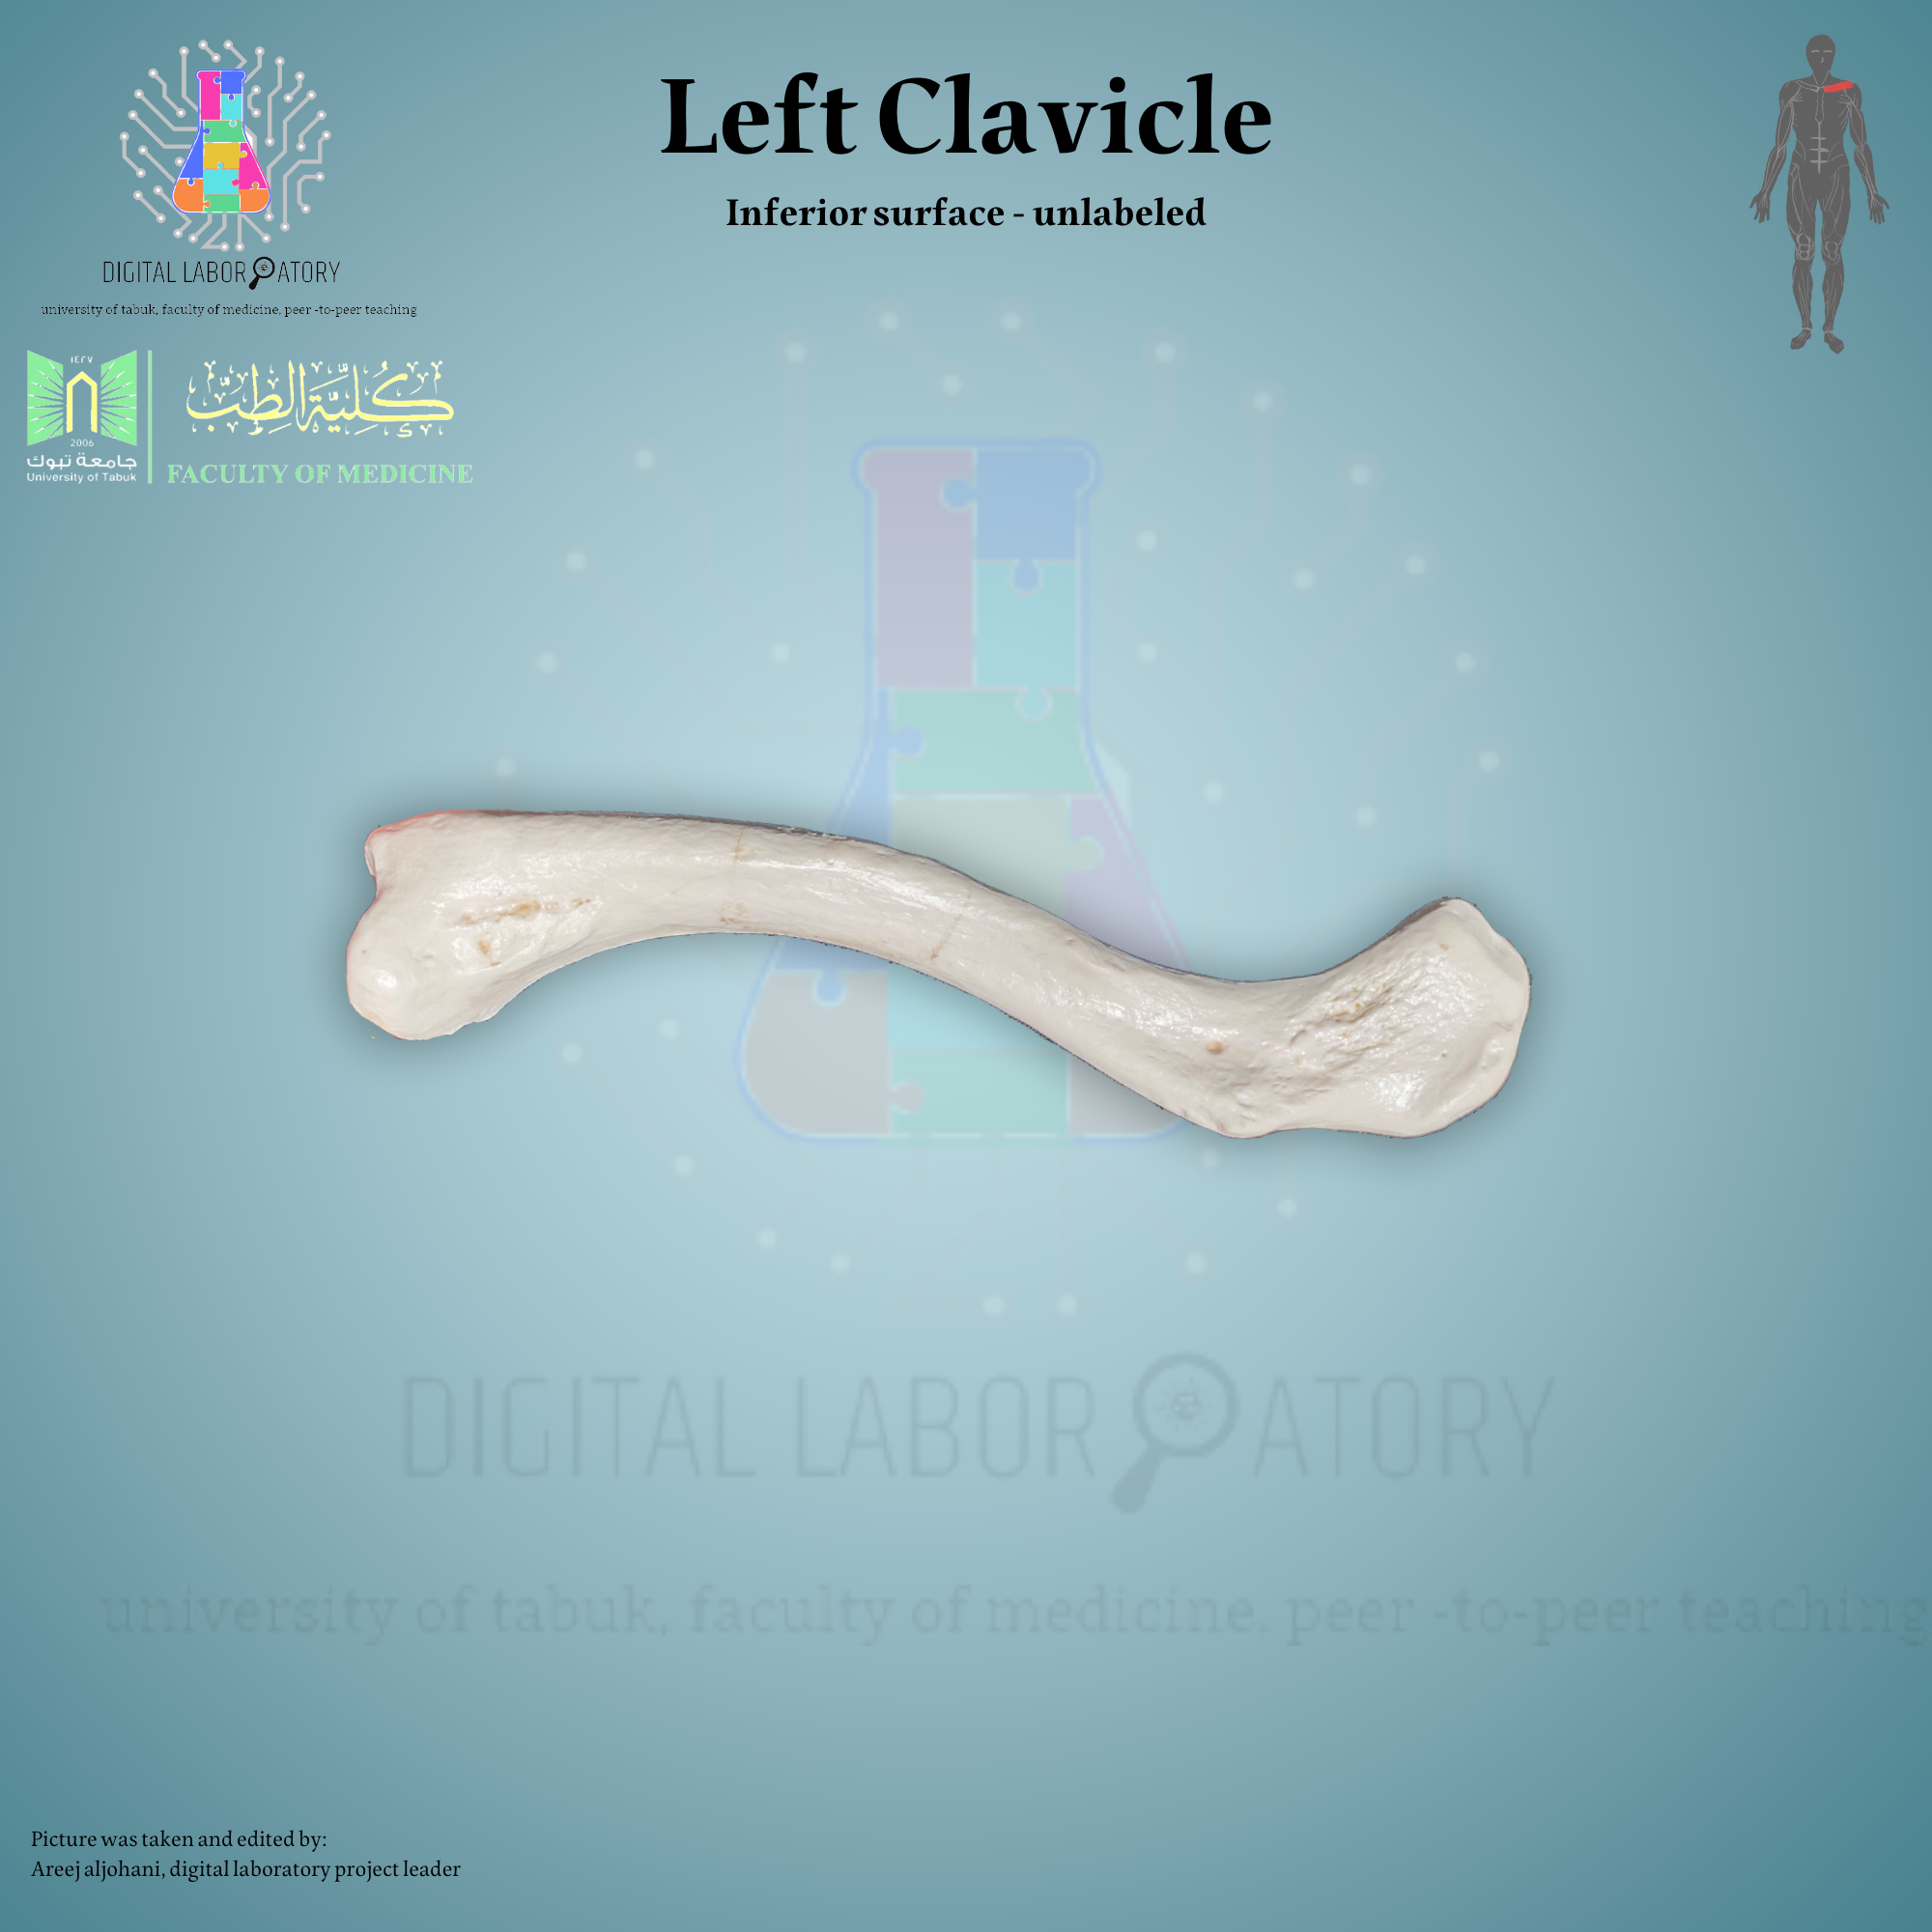 Left Clavicle
Inferior surface - unlabeled
DIGITAL LABORATORY
university of tabuk, faculty of medicine, peer -to-peer teaching
١٤٢٧
2006
جامعة تبوك
University of Tabuk
كُلِيَّة الطِبّ
FACULTY OF MEDICINE
DIGITAL LABORATORY
university of tabuk, faculty of medicine, peer -to-peer teaching
Picture was taken and edited by:
Areej aljohani, digital laboratory project leader